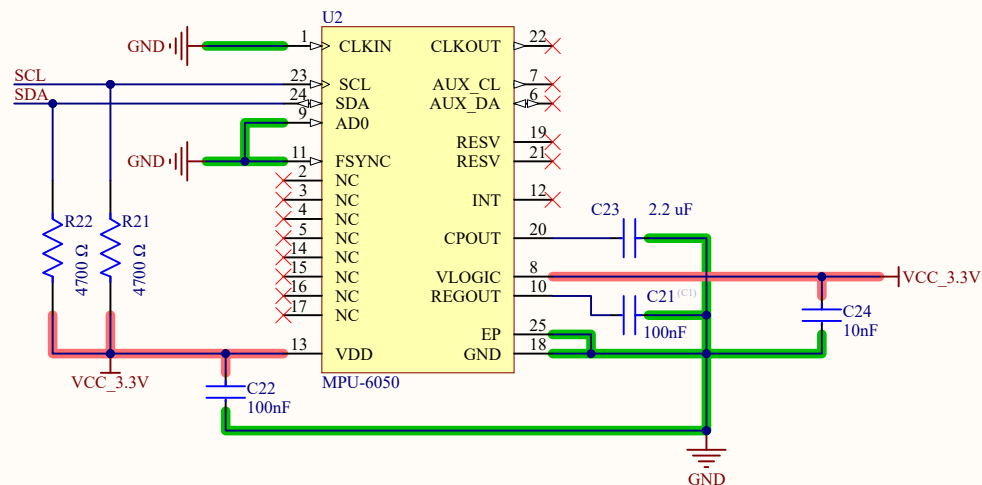 U2
GND
1
CLKIN
CLKOUT
22
SCL
23
SCL
AUX_CL
7
SDA
24
SDA
AUX_DA
6
9
AD0
RESV
19
GND
11
FSYNC
RESV
21
2
NC
3
NC
INT
12
4
NC
5
NC
CPOUT
20
C23
2.2 uF
14
NC
15
NC
VLOGIC
8
VCC_3.3V
16
NC
REGOUT
10
C21 (C1)
100nF
17
NC
R22
4700 Ω
R21
4700 Ω
C24
10nF
EP
25
13
VDD
GND
18
VCC_3.3V
MPU-6050
C22
100nF
GND